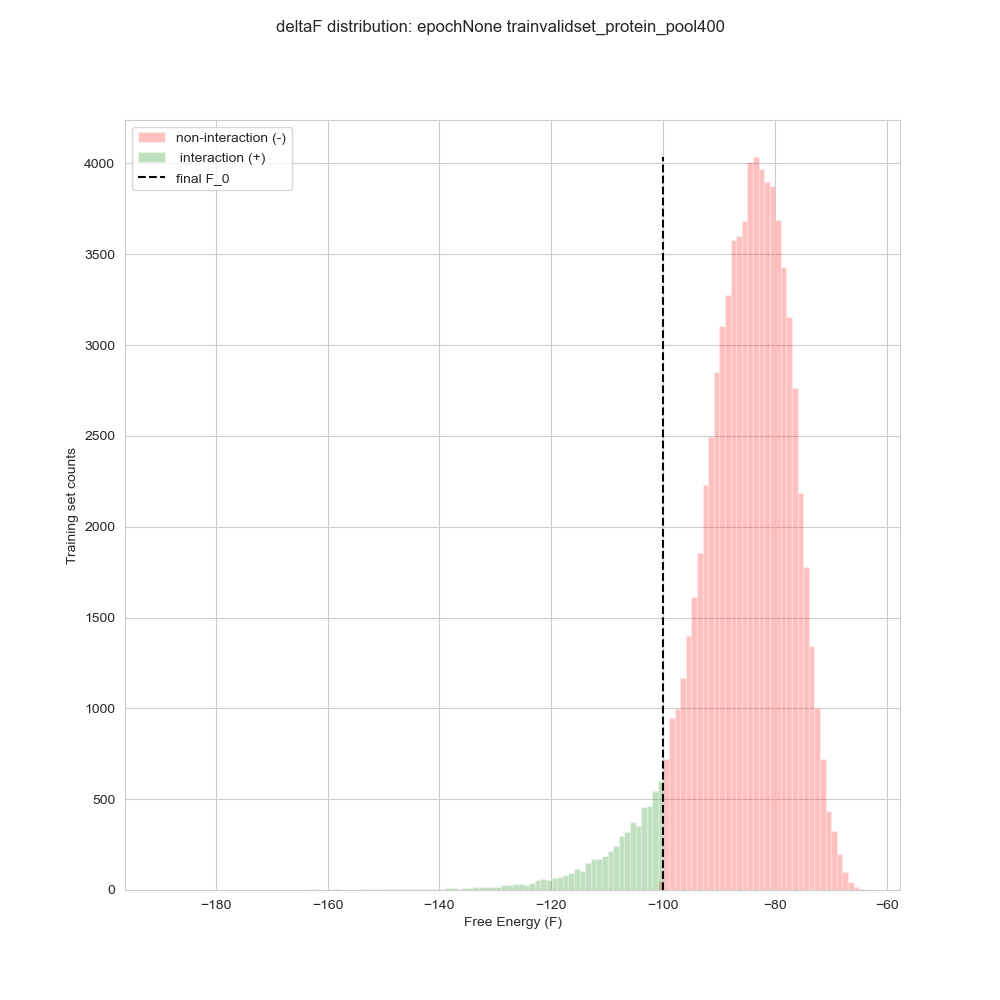 deltaF distribution: epochNone trainvalidset_protein_pool400
non-interaction (-)
interaction (+)
final F_0
4000
3500
3000
2500
2000
1500
1000
500
0
Training set counts
−180 −160 −140 −120 −100 −80 −60
Free Energy (F)